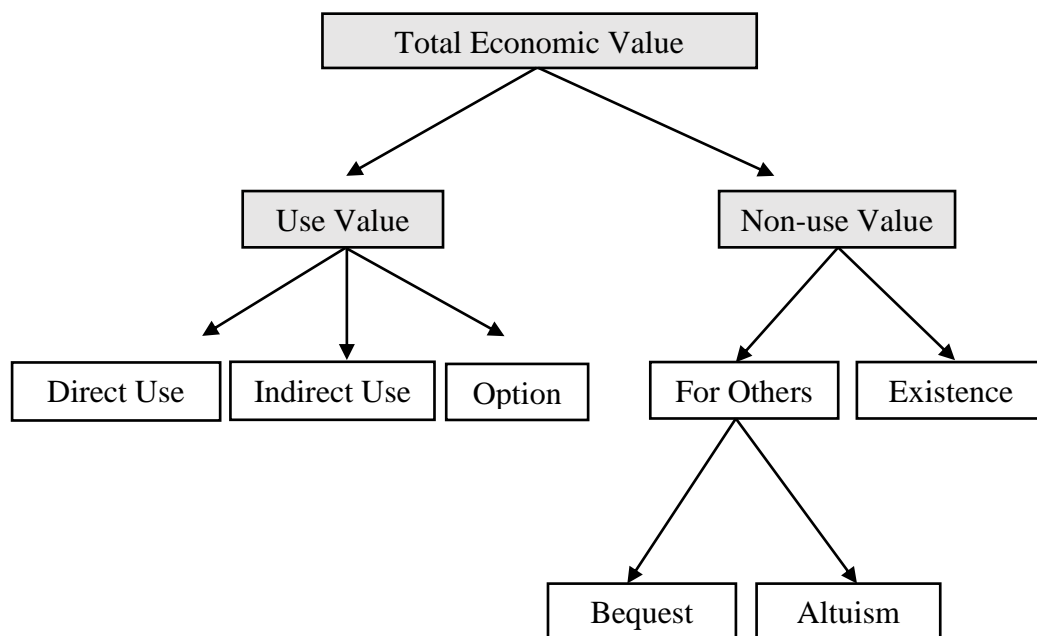 Total Economic Value
Use Value
Non-use Value
Direct Use
Indirect Use
Option
For Others
Existence
Bequest
Altuism